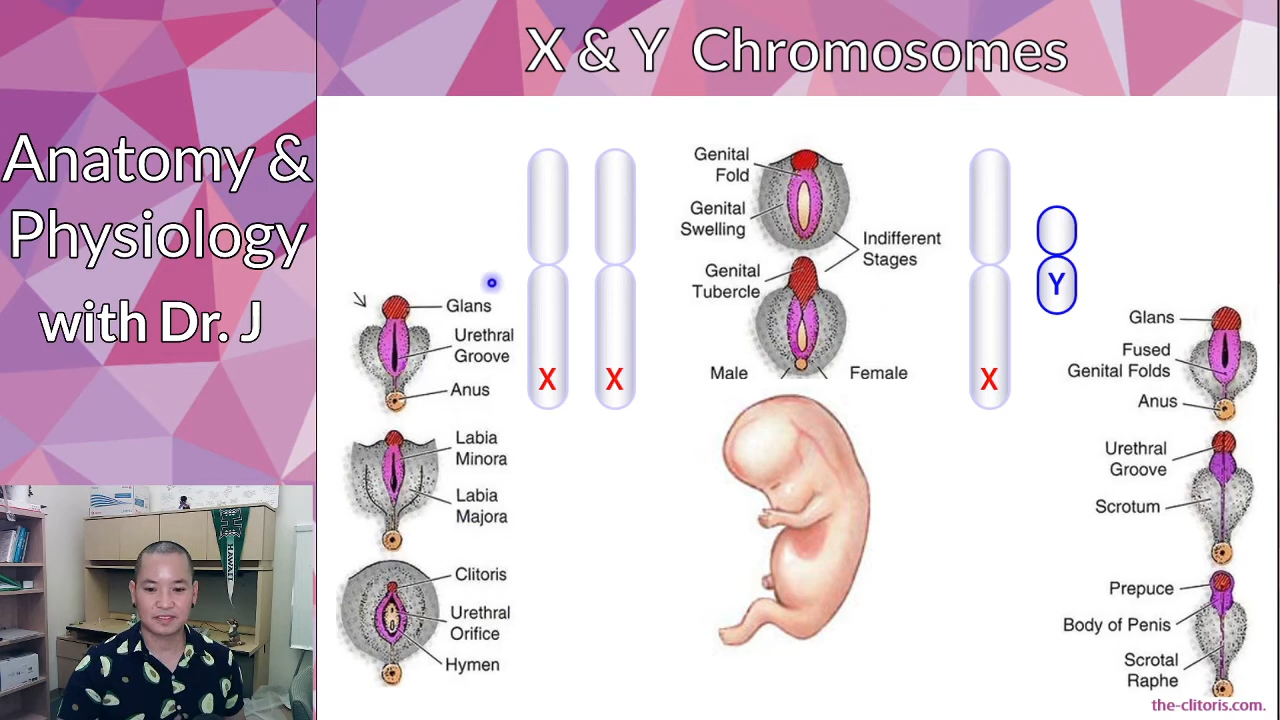 X & Y Chromosomes
Anatomy &
Physiology
with Dr. J
Genital
Fold
Genital
Swelling
Indifferent
Stages
Genital
Tubercle
Male
Female
Glans
Urethral
Groove
Anus
Labia
Minora
Labia
Majora
Clitoris
Urethral
Orifice
Hymen
X
X
X
Y
Glans
Fused
Genital Folds
Anus
Urethral
Groove
Scrotum
Prepuce
Body of Penis
Scrotal
Raphe
the-clitoris.com.
HAWAII